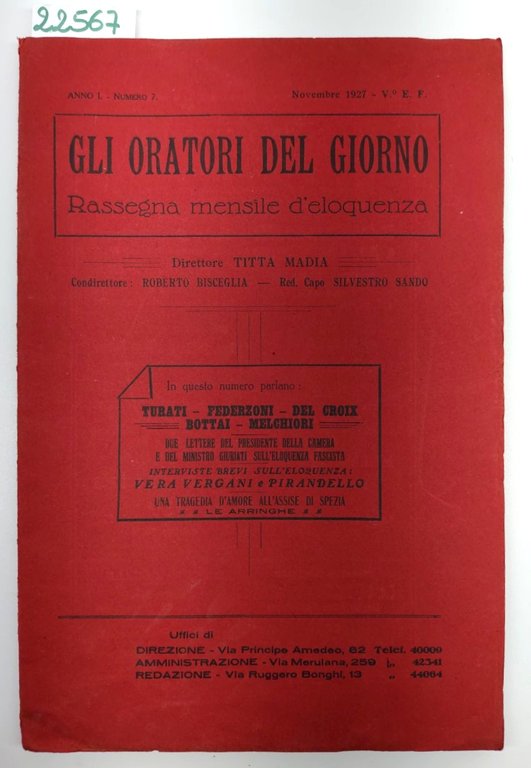 22567
ANNO I. - NUMERO 7.
Novembre 1927 - V.° E. F.
GLI ORATORI DEL GIORNO
Rassegna mensile d'eloquenza
Direttore TITTA MADIA
Condirettore: ROBERTO BISCEGLIA — Red. Capo SILVESTRO SANDO
In questo numero parlano:
TURATI - FEDERZONI - DEL CROIX
BOTTAI - MELCHIORI
DUE LETTERE DEL PRESIDENTE DELLA CAMERA
E DEL MINISTRO GIURIATI SULL'ELOQUENZA FASCISTA
INTERVISTE BREVI SULL'ELOQUENZA:
VERA VERGANI e PIRANDELLO
UNA TRAGEDIA D'AMORE ALL'ASSISE DI SPEZIA
LE ARRINGHE
Uffici di
DIREZIONE - Via Principe Amedeo, 62 Telef. 40009
AMMINISTRAZIONE - Via Merulana, 259 „ 42341
REDAZIONE - Via Ruggero Bonghi, 13 „ 44064